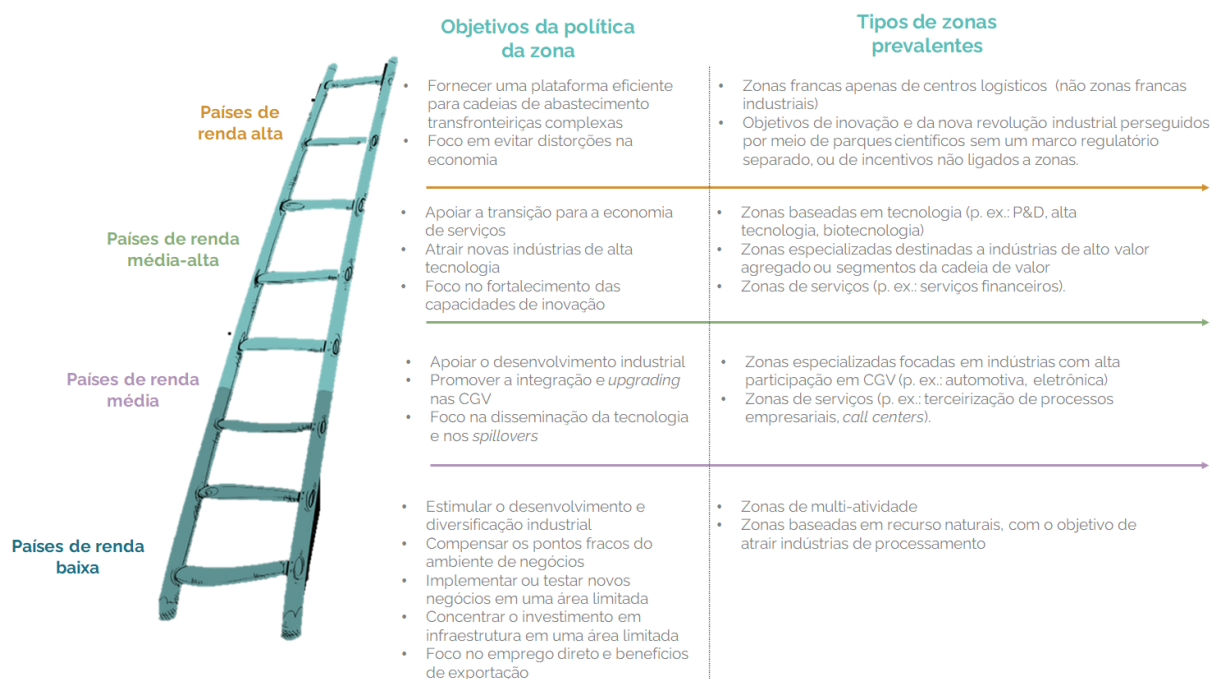 Objetivos da política
da zona
Tipos de zonas
prevalentes
Países de
renda alta
• Fornecer uma plataforma eficiente
para cadeias de abastecimento
transfronteiriças complexas
• Foco em evitar distorções na
economia
• Zonas francas apenas de centros logísticos (não zonas francas
industriais)
• Objetivos de inovação e da nova revolução industrial perseguidos
por meio de parques científicos sem um marco regulatório
separado, ou de incentivos não ligados a zonas.
Países de renda
média-alta
• Apoiar a transição para a economia
de serviços
• Atrair novas indústrias de alta
tecnologia
• Foco no fortalecimento das
capacidades de inovação
• Zonas baseadas em tecnologia (p. ex.: P&D, alta
tecnologia, biotecnologia)
• Zonas especializadas destinadas a indústrias de alto valor
agregado ou segmentos da cadeia de valor
• Zonas de serviços (p. ex.: serviços financeiros).
Países de renda
média
• Apoiar o desenvolvimento industrial
• Promover a integração e upgrading
nas CGV
• Foco na disseminação da tecnologia
e nos spillovers
• Zonas especializadas focadas em indústrias com alta
participação em CGV (p. ex.: automotiva, eletrônica)
• Zonas de serviços (p. ex.: terceirização de processos
empresariais, call centers).
Países de renda
baixa
• Estimular o desenvolvimento e
diversificação industrial
• Compensar os pontos fracos do
ambiente de negócios
• Implementar ou testar novos
negócios em uma área limitada
• Concentrar o investimento em
infraestrutura em uma área limitada
• Foco no emprego direto e benefícios
de exportação
• Zonas de multi-atividade
• Zonas baseadas em recurso naturais, com o objetivo de
atrair indústrias de processamento